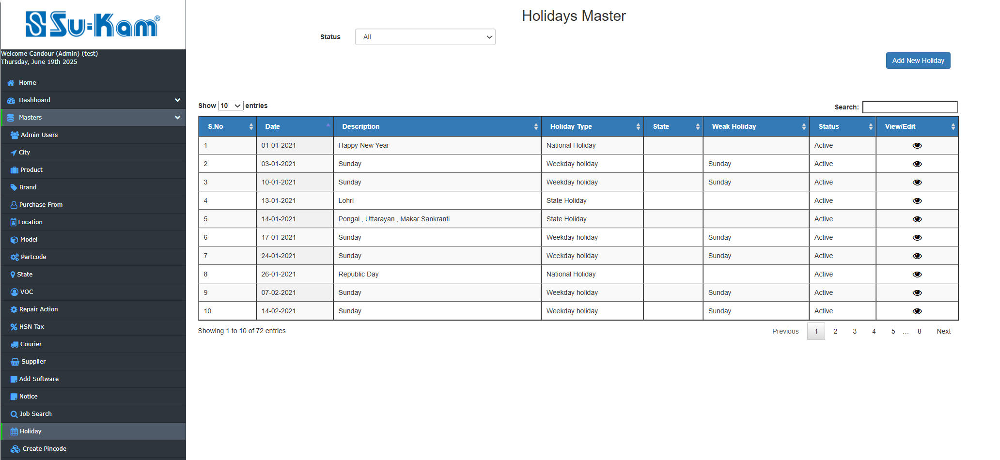 Su-Kam®
Welcome Candour (Admin) (test)
Thursday, June 19th 2025
Home
Dashboard
Masters
Admin Users
City
Product
Brand
Purchase From
Location
Model
Partcode
State
VOC
Repair Action
HSN Tax
Courier
Supplier
Add Software
Notice
Job Search
Holiday
Create Pincode
Holidays Master
Status All
Add New Holiday
Show 10 entries
Search:
S.No Date Description Holiday Type State Weak Holiday Status View/Edit
1 01-01-2021 Happy New Year National Holiday Active
2 03-01-2021 Sunday Weekday holiday Sunday Active
3 10-01-2021 Sunday Weekday holiday Sunday Active
4 13-01-2021 Lohri State Holiday Active
5 14-01-2021 Pongal , Uttarayan , Makar Sankranti State Holiday Active
6 17-01-2021 Sunday Weekday holiday Sunday Active
7 24-01-2021 Sunday Weekday holiday Sunday Active
8 26-01-2021 Republic Day National Holiday Active
9 07-02-2021 Sunday Weekday holiday Sunday Active
10 14-02-2021 Sunday Weekday holiday Sunday Active
Showing 1 to 10 of 72 entries
Previous 1 2 3 4 5 … 8 Next